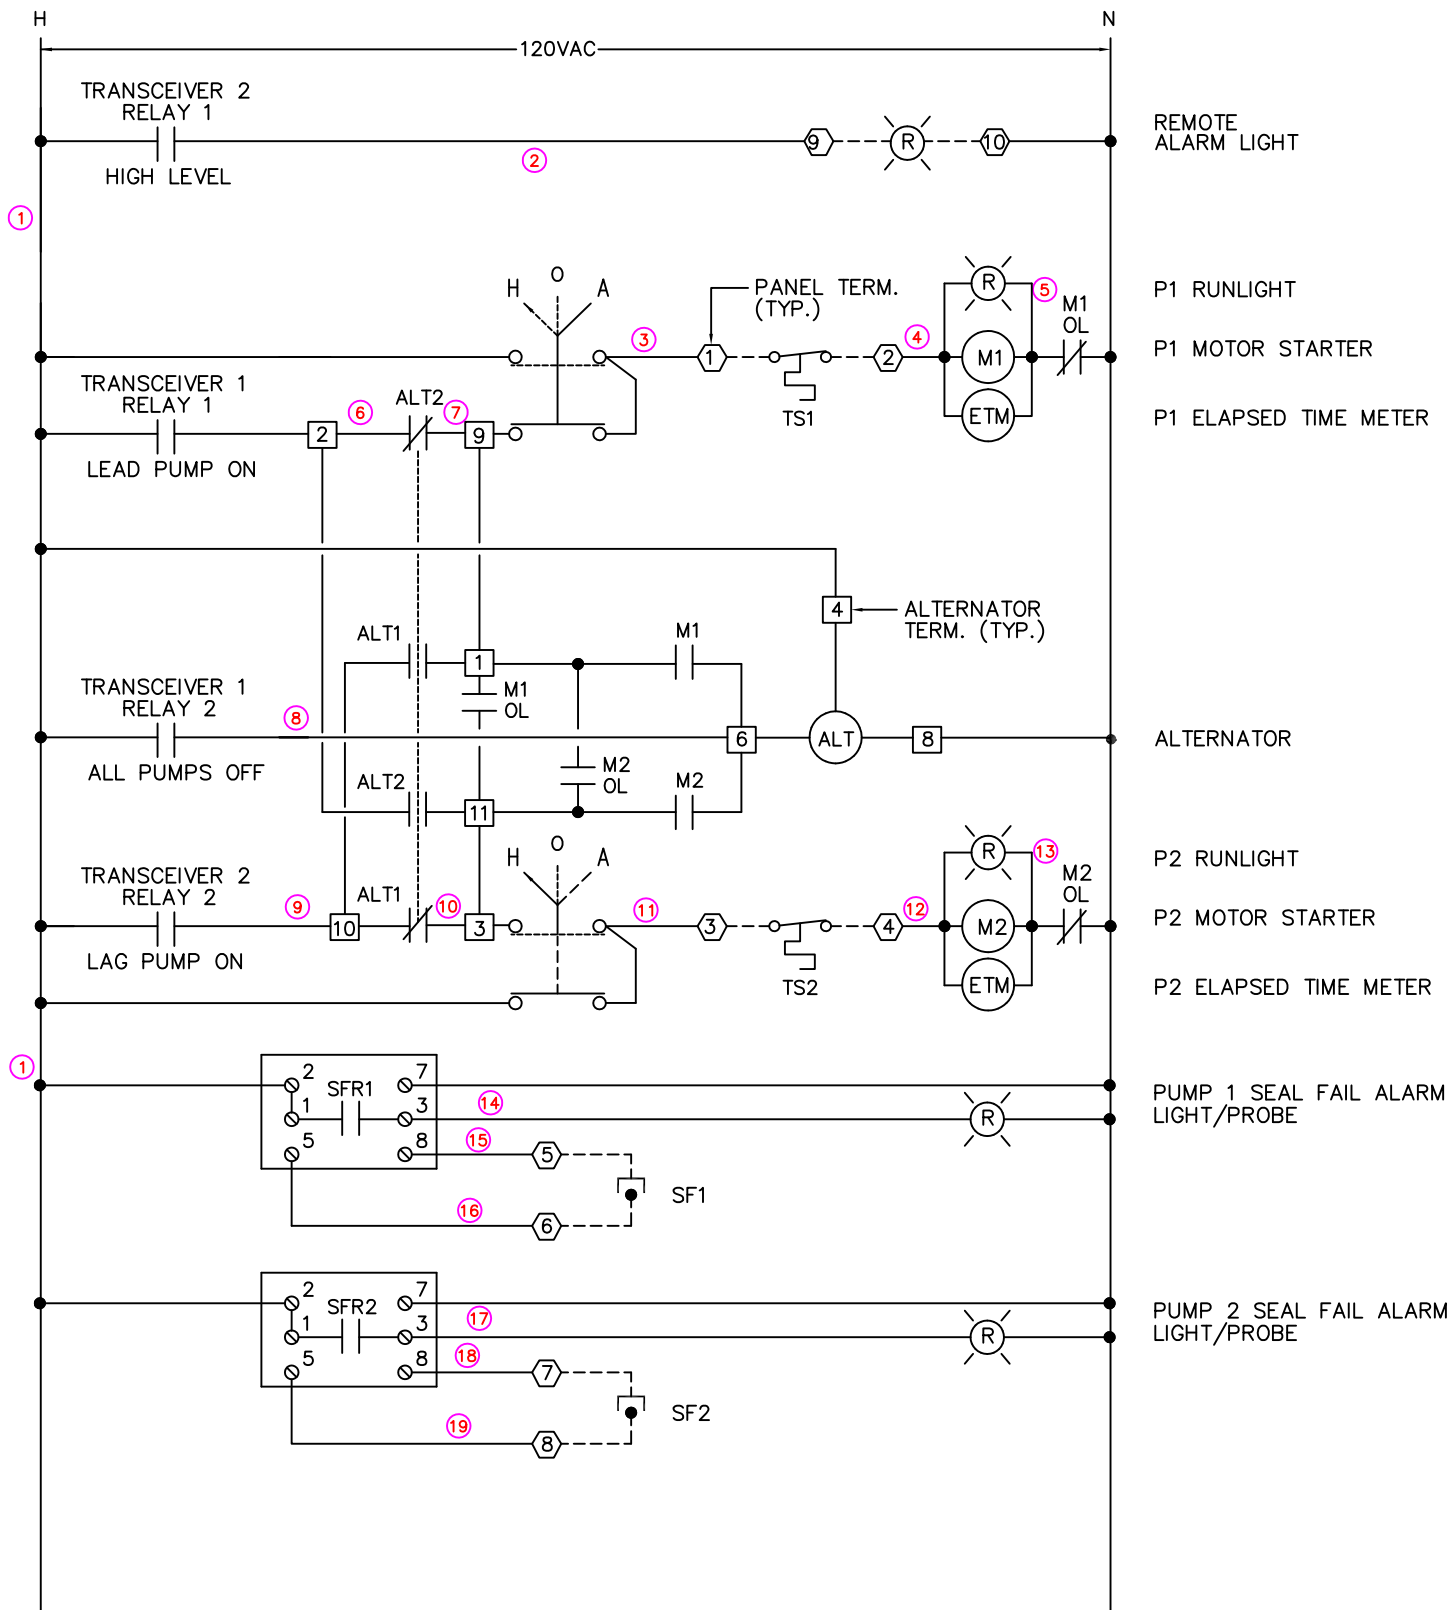 H
N
120VAC
TRANSCEIVER 2
RELAY 1
HIGH LEVEL
2
9
R
10
REMOTE
ALARM LIGHT
1
H
O
A
3
PANEL TERM.
(TYP.)
1
TS1
2
4
R
5
M1
OL
M1
ETM
P1 RUNLIGHT
P1 MOTOR STARTER
P1 ELAPSED TIME METER
TRANSCEIVER 1
RELAY 1
LEAD PUMP ON
2
6
ALT2
7
9
4
ALTERNATOR
TERM. (TYP.)
ALT1
1
M1
M1
OL
TRANSCEIVER 1
RELAY 2
ALL PUMPS OFF
8
6
ALT
8
ALTERNATOR
M2
OL
ALT2
11
M2
TRANSCEIVER 2
RELAY 2
LAG PUMP ON
9
10
ALT1
10
3
H
O
A
11
3
TS2
4
12
R
13
M2
OL
M2
ETM
P2 RUNLIGHT
P2 MOTOR STARTER
P2 ELAPSED TIME METER
1
2
SFR1
7
1
3
5
8
14
15
5
16
6
SF1
R
PUMP 1 SEAL FAIL ALARM
LIGHT/PROBE
2
SFR2
7
1
3
5
8
17
18
7
19
8
SF2
R
PUMP 2 SEAL FAIL ALARM
LIGHT/PROBE